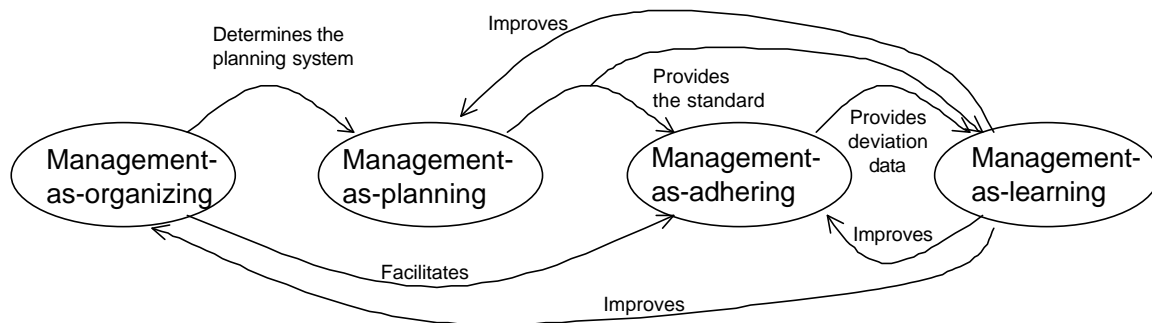 Improves
Determines the
planning system
Provides
the standard
Provides
deviation
data
Management-
as-organizing
Management-
as-planning
Management-
as-adhering
Management-
as-learning
Improves
Facilitates
Improves